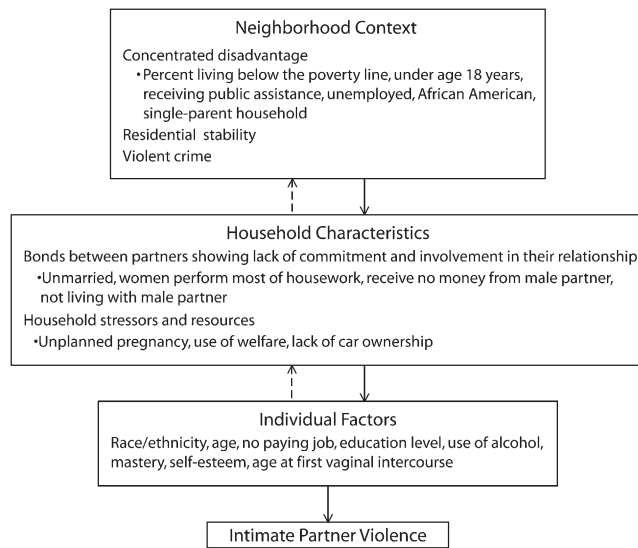 Neighborhood Context
Concentrated disadvantage
•Percent living below the poverty line, under age 18 years,
receiving public assistance, unemployed, African American,
single-parent household
Residential stability
Violent crime
Household Characteristics
Bonds between partners showing lack of commitment and involvement in their relationship
•Unmarried, women perform most of housework, receive no money from male partner,
not living with male partner
Household stressors and resources
•Unplanned pregnancy, use of welfare, lack of car ownership
Individual Factors
Race/ethnicity, age, no paying job, education level, use of alcohol,
mastery, self-esteem, age at first vaginal intercourse
Intimate Partner Violence